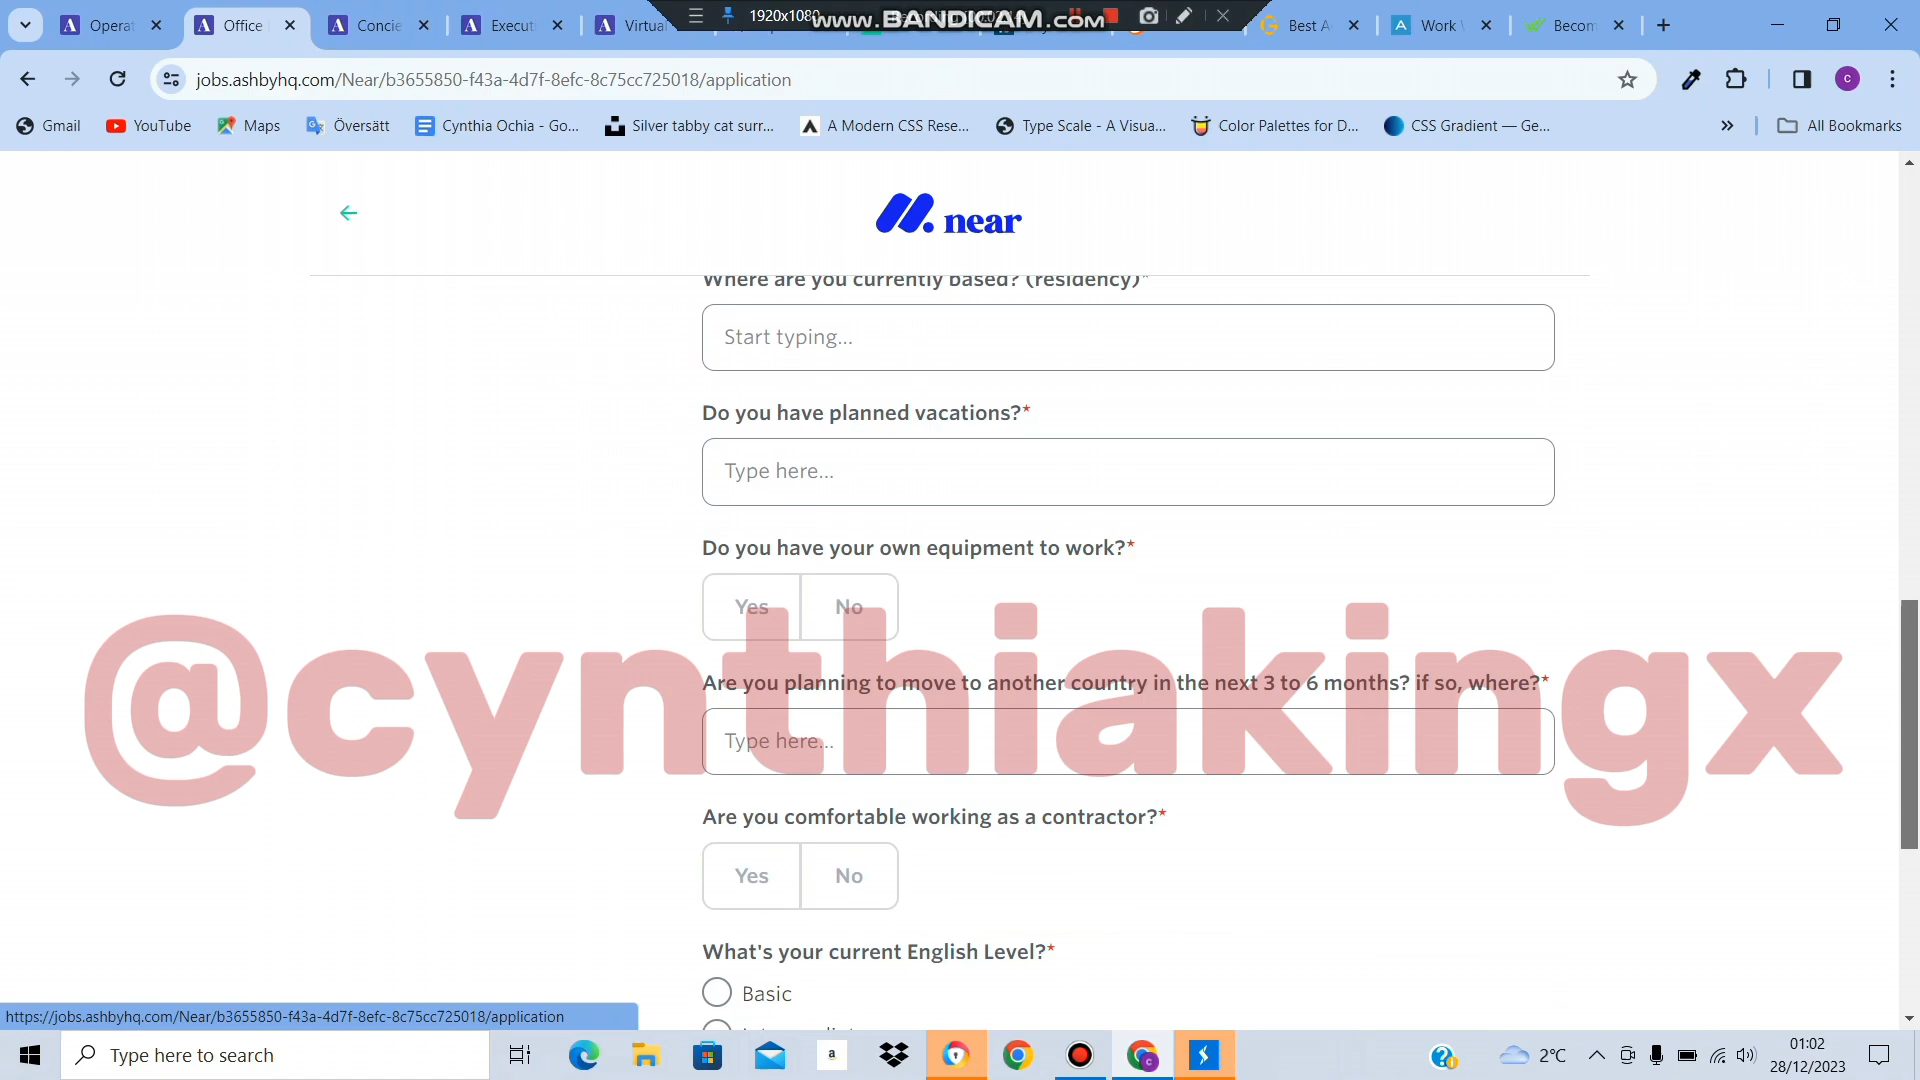 Operat
Office
Concie
Executi
Virtual
1920x1080
www.BANDICAM.com
Best A
Work
Becom
jobs.ashbyhq.com/Near/b3655850-f43a-4d7f-8efc-8c75cc725018/application
C
Gmail
YouTube
Maps
Översätt
Cynthia Ochia - Go...
Silver tabby cat surr...
A Modern CSS Rese...
Type Scale - A Visua...
Color Palettes for D...
CSS Gradient — Ge...
All Bookmarks
near
Where are you currently based? (residency)*
Start typing...
Do you have planned vacations?*
Type here...
Do you have your own equipment to work?*
Yes
No
@cynthiakingx
Are you planning to move to another country in the next 3 to 6 months? if so, where?*
Type here...
Are you comfortable working as a contractor?*
Yes
No
What's your current English Level?*
Basic
https://jobs.ashbyhq.com/Near/b3655850-f43a-4d7f-8efc-8c75cc725018/application
Type here to search
2°C
01:02
28/12/2023